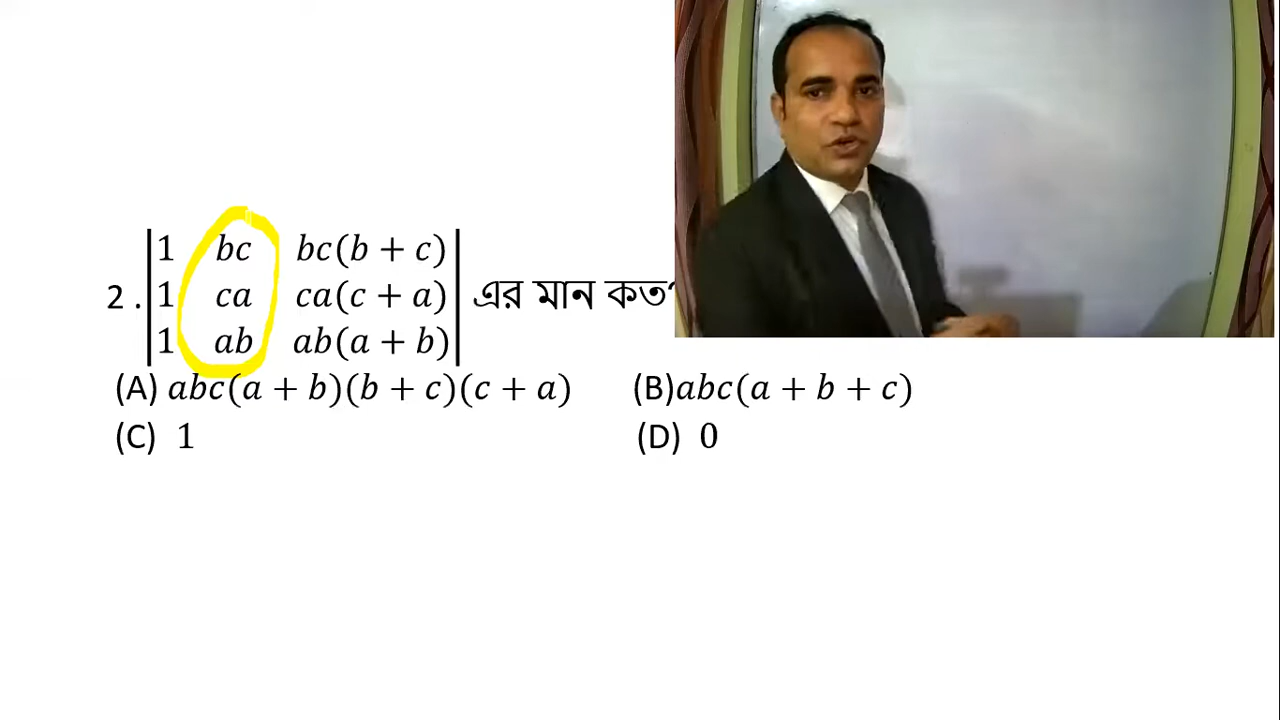 2 . |1 bc bc(b + c)|
|1 ca ca(c + a)| এর মান কত?
|1 ab ab(a + b)|
(A) abc(a + b)(b + c)(c + a) (B)abc(a + b + c)
(C) 1 (D) 0